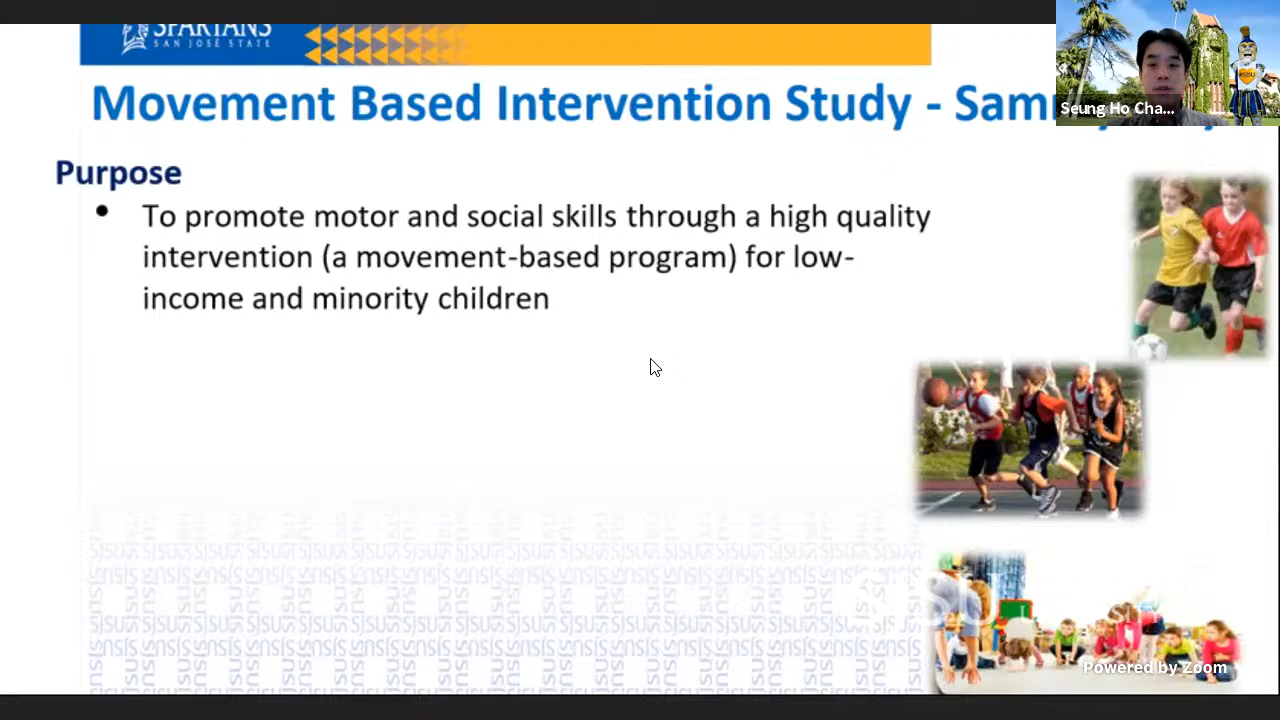 SPARTANS
SAN JOSÉ STATE
Movement Based Intervention Study - Sam
Seung Ho Cha...
Purpose
• To promote motor and social skills through a high quality
intervention (a movement-based program) for low-
income and minority children
Powered by Zoom